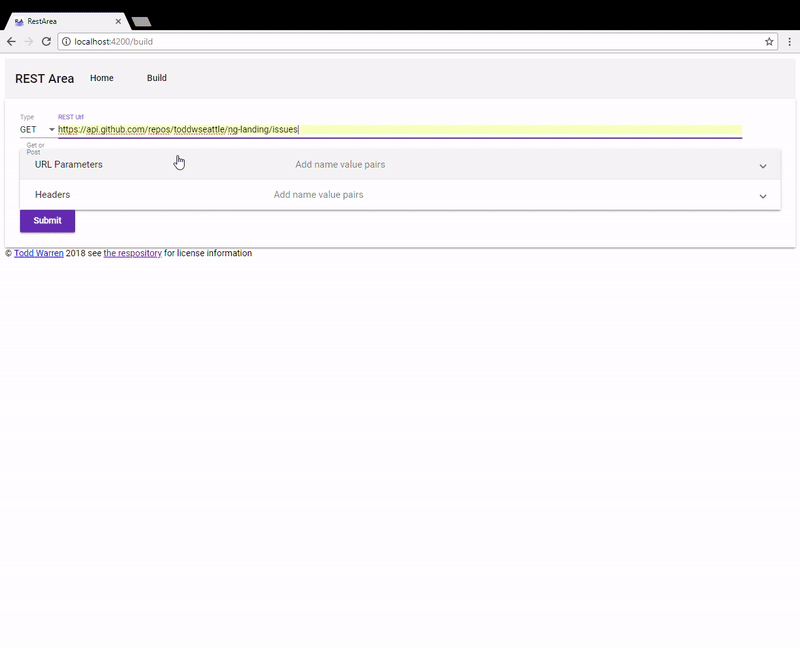 RestArea
localhost:4200/build
REST Area Home Build
Type REST Url
GET https://api.github.com/repos/toddwseattle/ng-landing/issues
Get or
Post
URL Parameters Add name value pairs
Headers Add name value pairs
Submit
© Todd Warren 2018 see the respository for license information